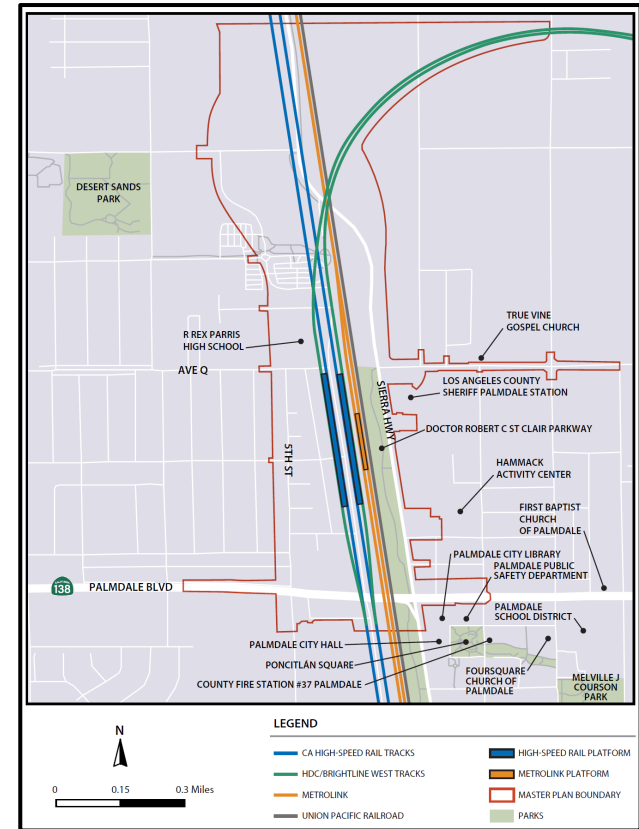 DESERT SANDS
PARK
TRUE VINE
GOSPEL CHURCH
R REX PARRIS
HIGH SCHOOL
AVE Q
LOS ANGELES COUNTY
SHERIFF PALMDALE STATION
SIERRA HWY
DOCTOR ROBERT C ST CLAIR PARKWAY
5TH ST
HAMMACK
ACTIVITY CENTER
FIRST BAPTIST
CHURCH
OF PALMDALE
PALMDALE CITY LIBRARY
PALMDALE PUBLIC
SAFETY DEPARTMENT
CALIFORNIA
138
PALMDALE BLVD
PALMDALE
SCHOOL DISTRICT
PALMDALE CITY HALL
PONCITLÁN SQUARE
COUNTY FIRE STATION #37 PALMDALE
FOURSQUARE
CHURCH OF
PALMDALE
MELVILLE J
COURSON
PARK
N
0 0.15 0.3 Miles
LEGEND
CA HIGH-SPEED RAIL TRACKS
HDC/BRIGHTLINE WEST TRACKS
METROLINK
UNION PACIFIC RAILROAD
HIGH-SPEED RAIL PLATFORM
METROLINK PLATFORM
MASTER PLAN BOUNDARY
PARKS